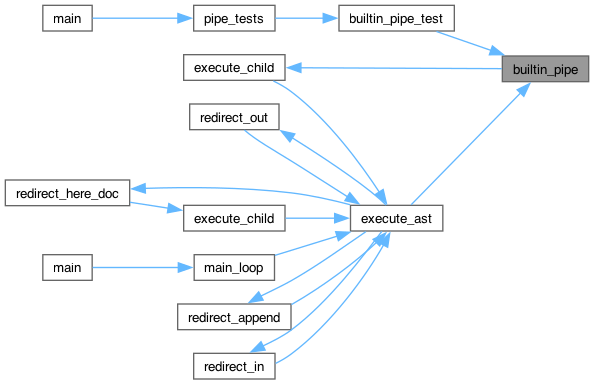 main
pipe_tests
builtin_pipe_test
execute_child
builtin_pipe
redirect_out
redirect_here_doc
execute_child
execute_ast
main
main_loop
redirect_append
redirect_in